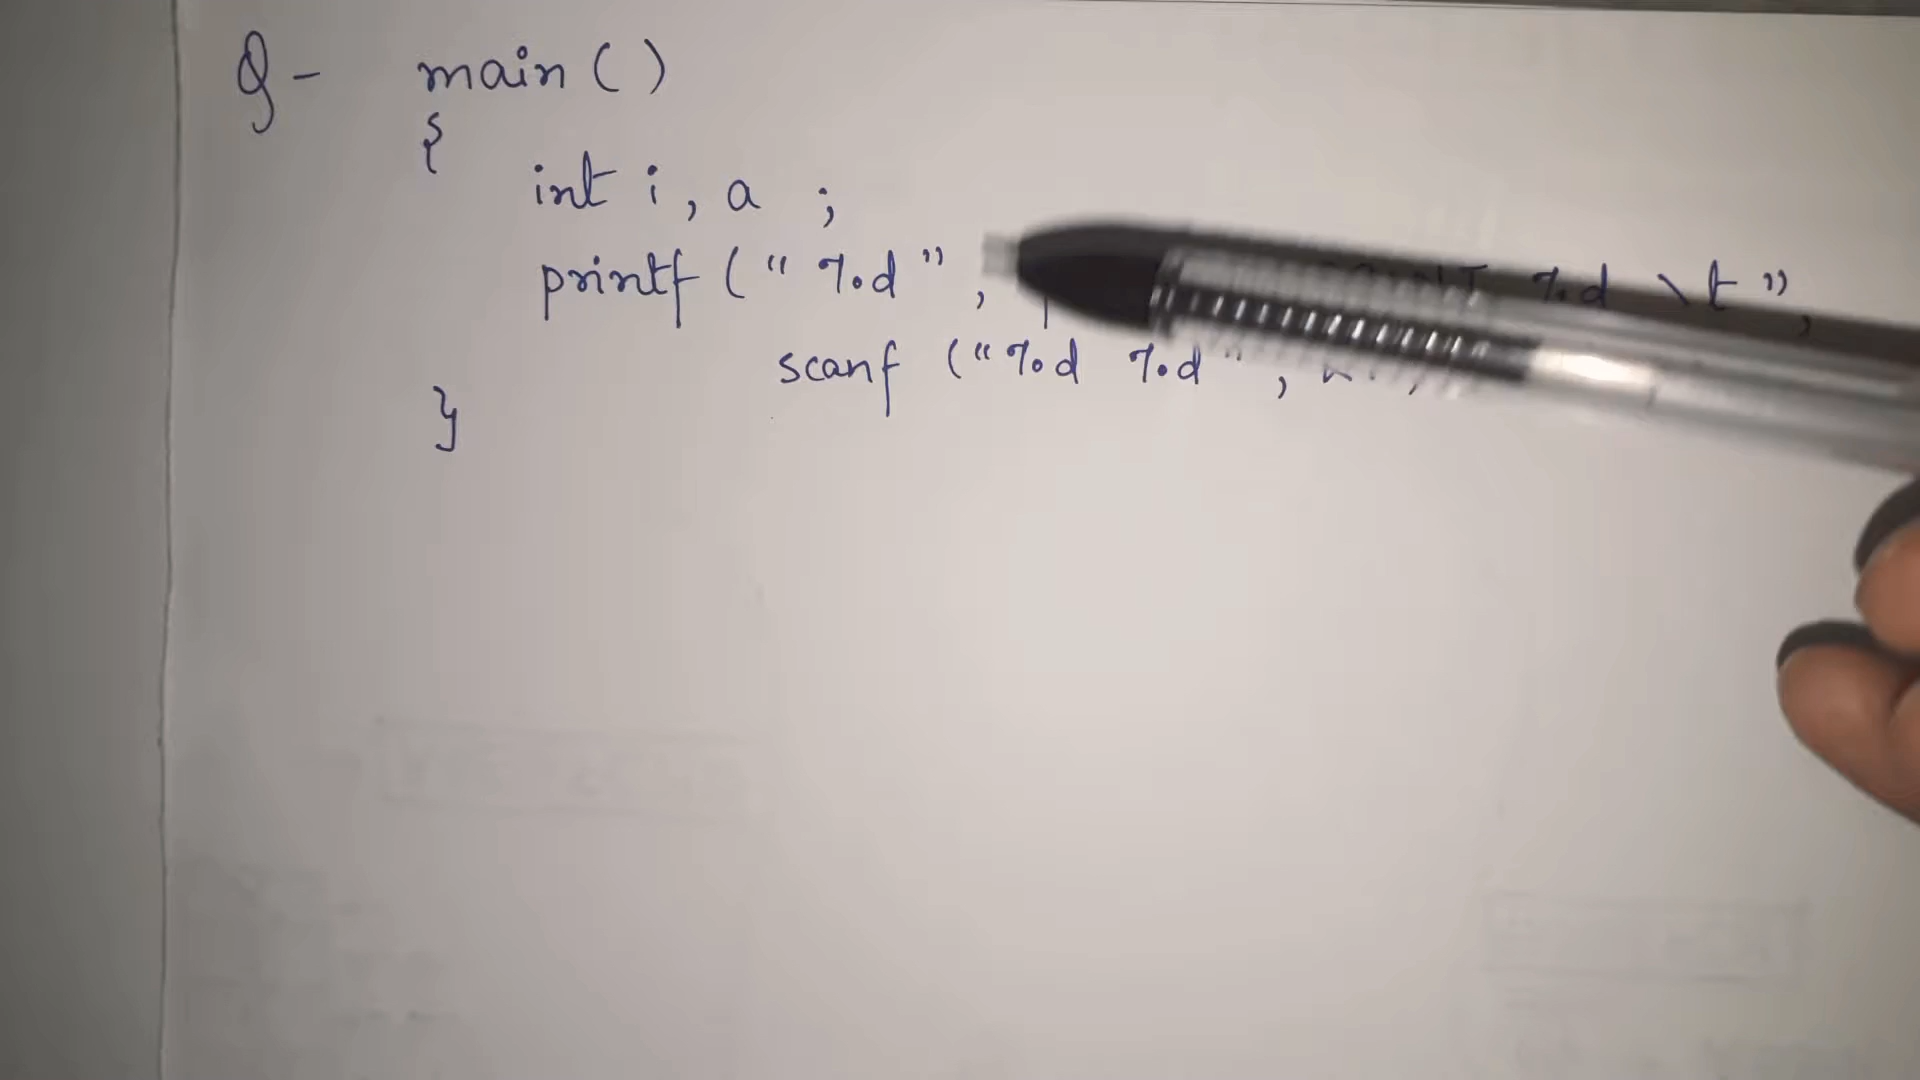 Q - main ( )
{
int i, a ;
printf ( " %d " , %d \t " ,
scanf ( " %d %d " ,
}